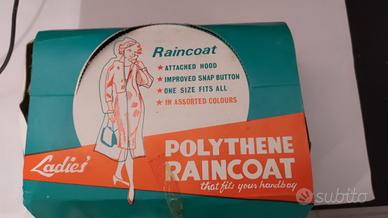 Raincoat
★ ATTACHED HOOD
★ IMPROVED SNAP BUTTON
★ ONE SIZE FITS ALL
★ IN ASSORTED COLOURS
Ladies'
POLYTHENE
RAINCOAT
that fits your handbag
subito